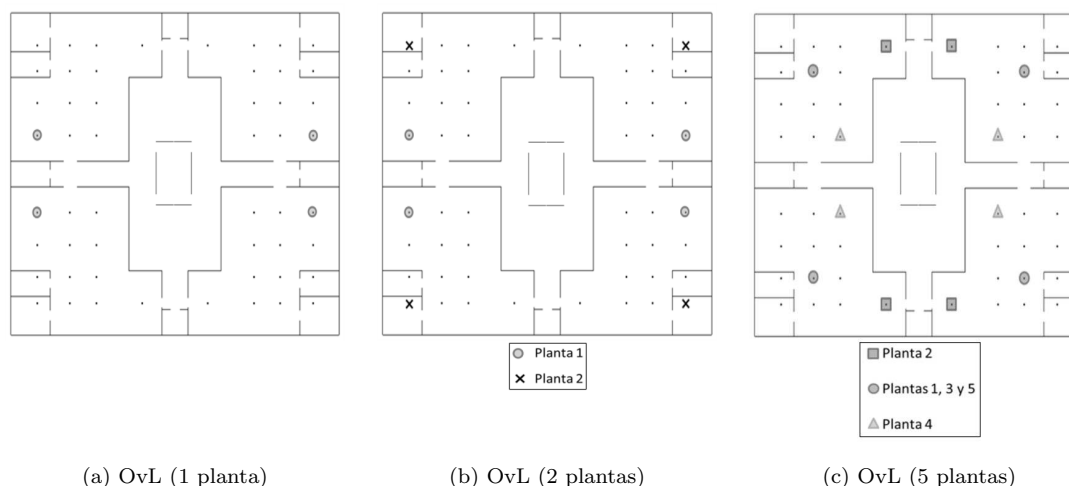 Planta 1
Planta 2
Planta 2
Plantas 1, 3 y 5
Planta 4
(a) OvL (1 planta)
(b) OvL (2 plantas)
(c) OvL (5 plantas)